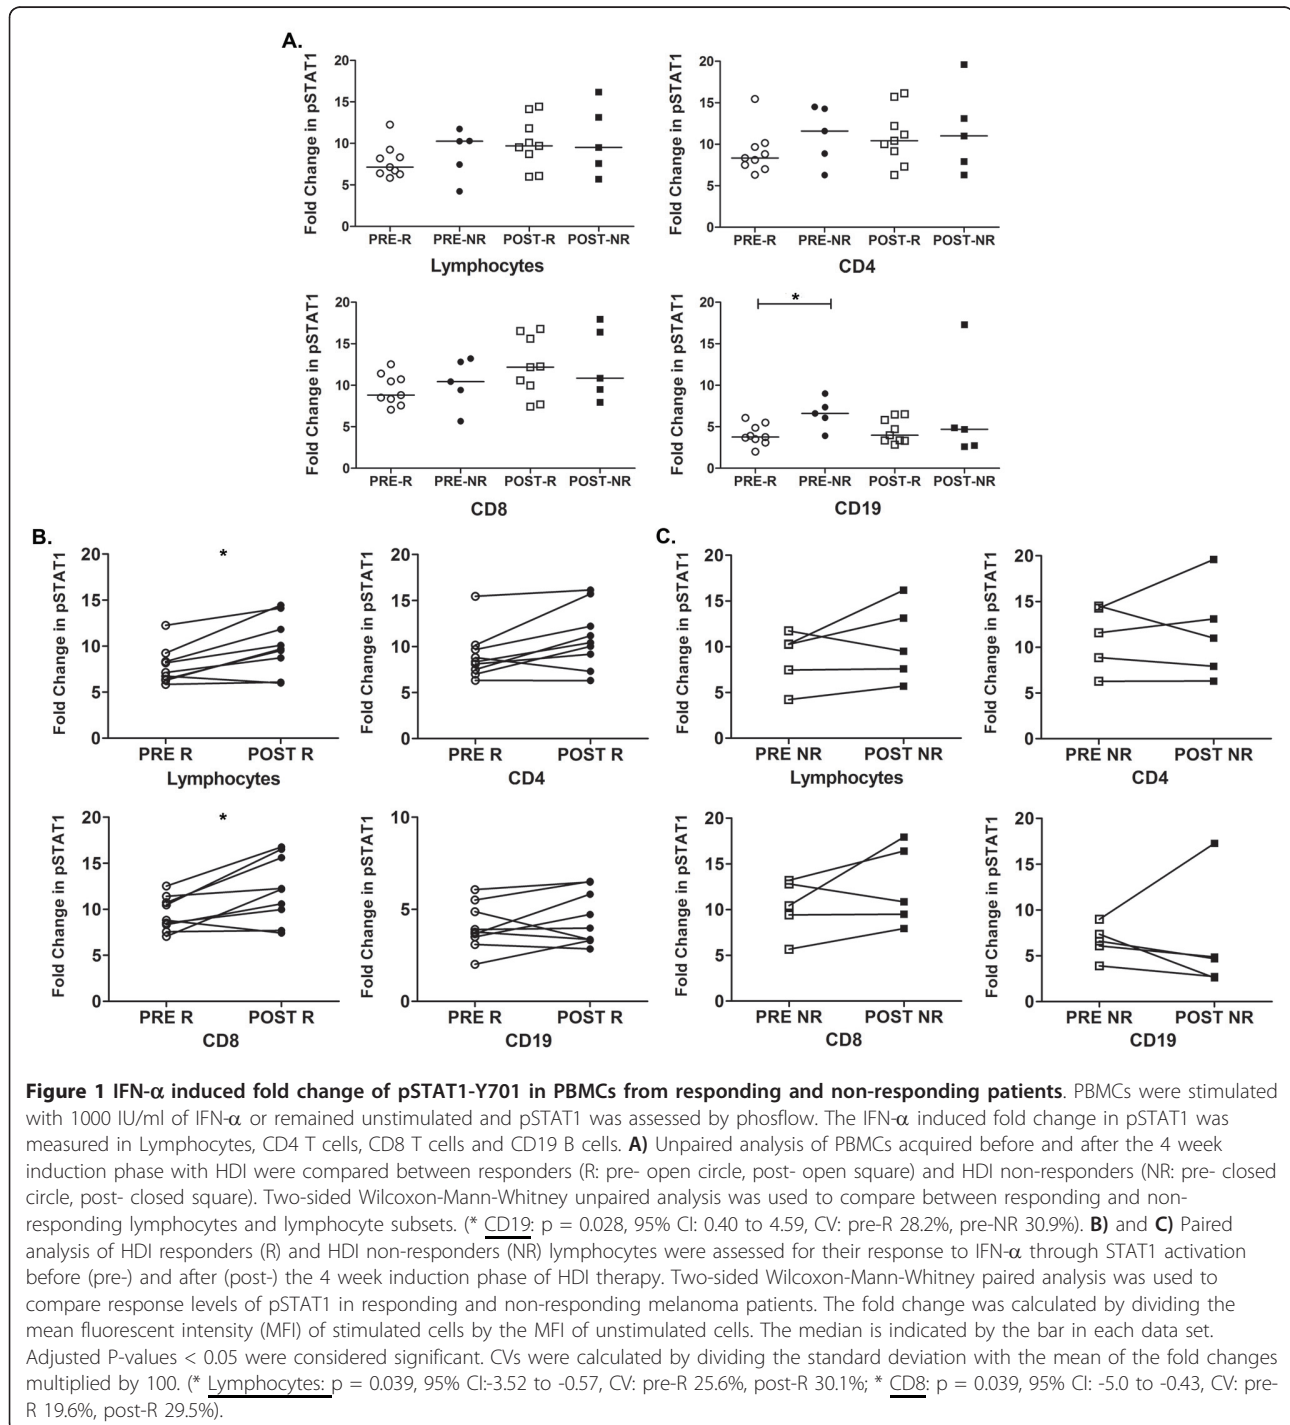 A.
Fold Change in pSTAT1
20
15
10
5
0
PRE-R PRE-NR POST-R POST-NR
Lymphocytes
Fold Change in pSTAT1
20
15
10
5
0
PRE-R PRE-NR POST-R POST-NR
CD4
Fold Change in pSTAT1
20
15
10
5
0
PRE-R PRE-NR POST-R POST-NR
CD8
Fold Change in pSTAT1
20
15
10
5
0
*
PRE-R PRE-NR POST-R POST-NR
CD19
B.
Fold Change in pSTAT1
20
15
10
5
0
*
PRE R POST R
Lymphocytes
Fold Change in pSTAT1
20
15
10
5
0
PRE R POST R
CD4
Fold Change in pSTAT1
20
15
10
5
0
*
PRE R POST R
CD8
Fold Change in pSTAT1
10
5
0
PRE R POST R
CD19
C.
Fold Change in pSTAT1
20
15
10
5
0
PRE NR POST NR
Lymphocytes
Fold Change in pSTAT1
20
15
10
5
0
PRE NR POST NR
CD4
Fold Change in pSTAT1
20
15
10
5
0
PRE NR POST NR
CD8
Fold Change in pSTAT1
20
15
10
5
0
PRE NR POST NR
CD19
Figure 1 IFN-α induced fold change of pSTAT1-Y701 in PBMCs from responding and non-responding patients. PBMCs were stimulated
with 1000 IU/ml of IFN-α or remained unstimulated and pSTAT1 was assessed by phosflow. The IFN-α induced fold change in pSTAT1 was
measured in Lymphocytes, CD4 T cells, CD8 T cells and CD19 B cells. A) Unpaired analysis of PBMCs acquired before and after the 4 week
induction phase with HDI were compared between responders (R: pre- open circle, post- open square) and HDI non-responders (NR: pre- closed
circle, post- closed square). Two-sided Wilcoxon-Mann-Whitney unpaired analysis was used to compare between responding and non-
responding lymphocytes and lymphocyte subsets. (* CD19: p = 0.028, 95% CI: 0.40 to 4.59, CV: pre-R 28.2%, pre-NR 30.9%). B) and C) Paired
analysis of HDI responders (R) and HDI non-responders (NR) lymphocytes were assessed for their response to IFN-α through STAT1 activation
before (pre-) and after (post-) the 4 week induction phase of HDI therapy. Two-sided Wilcoxon-Mann-Whitney paired analysis was used to
compare response levels of pSTAT1 in responding and non-responding melanoma patients. The fold change was calculated by dividing the
mean fluorescent intensity (MFI) of stimulated cells by the MFI of unstimulated cells. The median is indicated by the bar in each data set.
Adjusted P-values < 0.05 were considered significant. CVs were calculated by dividing the standard deviation with the mean of the fold changes
multiplied by 100. (* Lymphocytes: p = 0.039, 95% CI:-3.52 to -0.57, CV: pre-R 25.6%, post-R 30.1%; * CD8: p = 0.039, 95% CI: -5.0 to -0.43, CV: pre-
R 19.6%, post-R 29.5%).